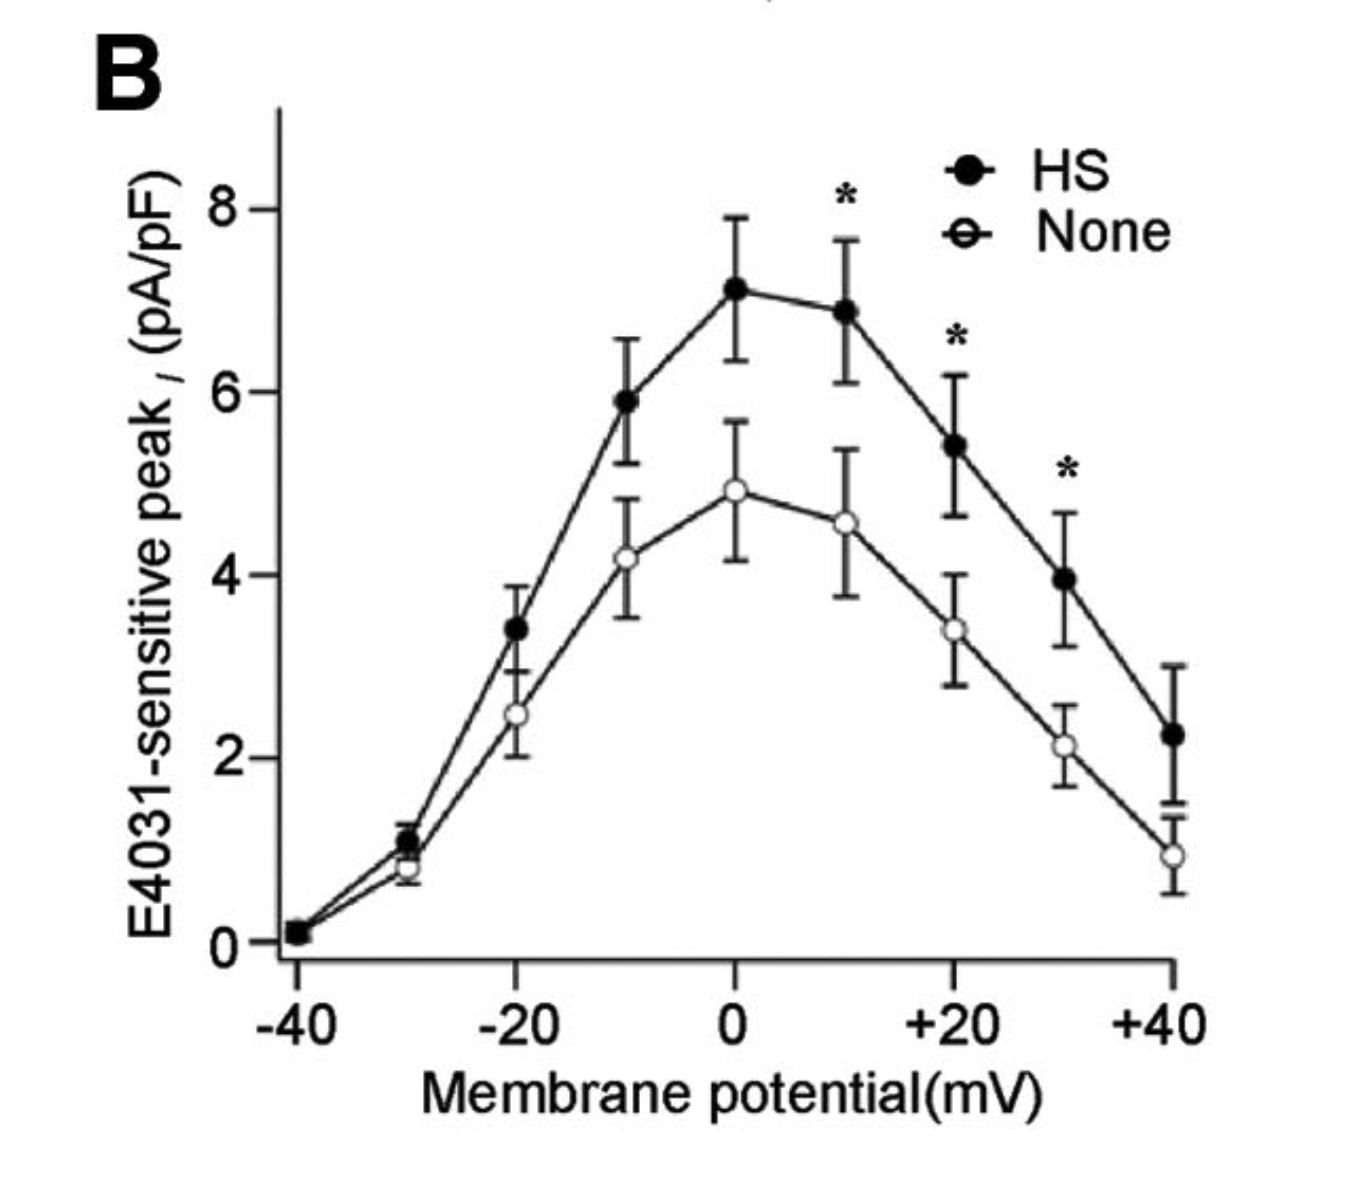 B
E4031-sensitive peak I (pA/pF)
8
6
4
2
0
HS
None
*
*
*
-40 -20 0 +20 +40
Membrane potential(mV)